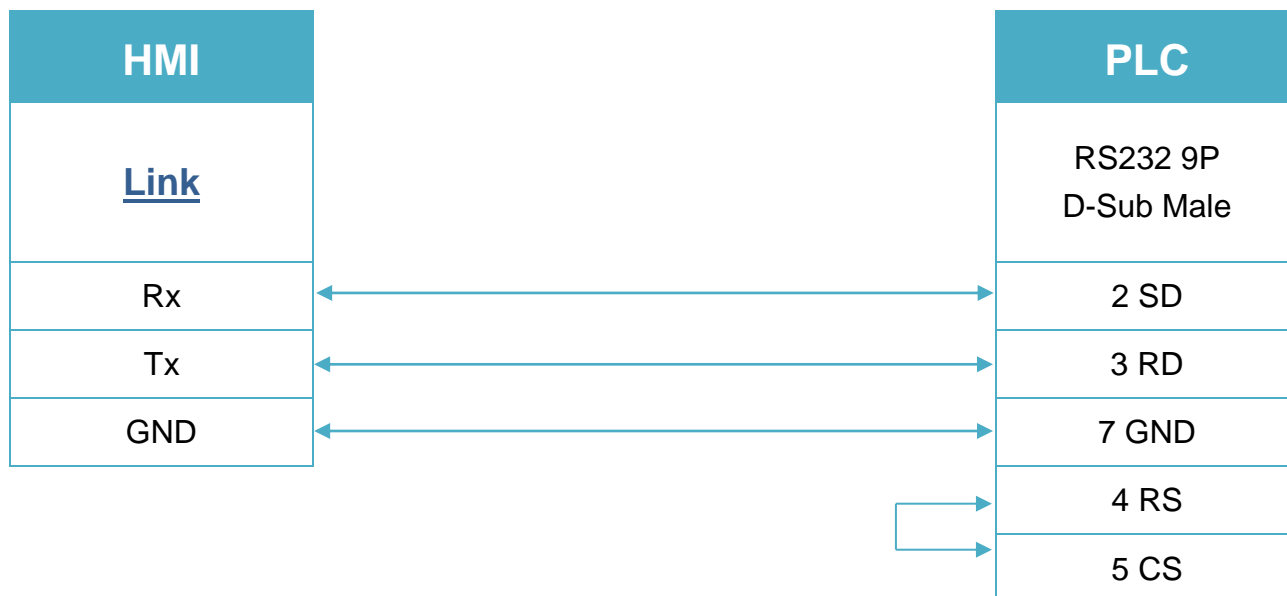 HMI
PLC
Link
RS232 9P
D-Sub Male
Rx
2 SD
Tx
3 RD
GND
7 GND
4 RS
5 CS